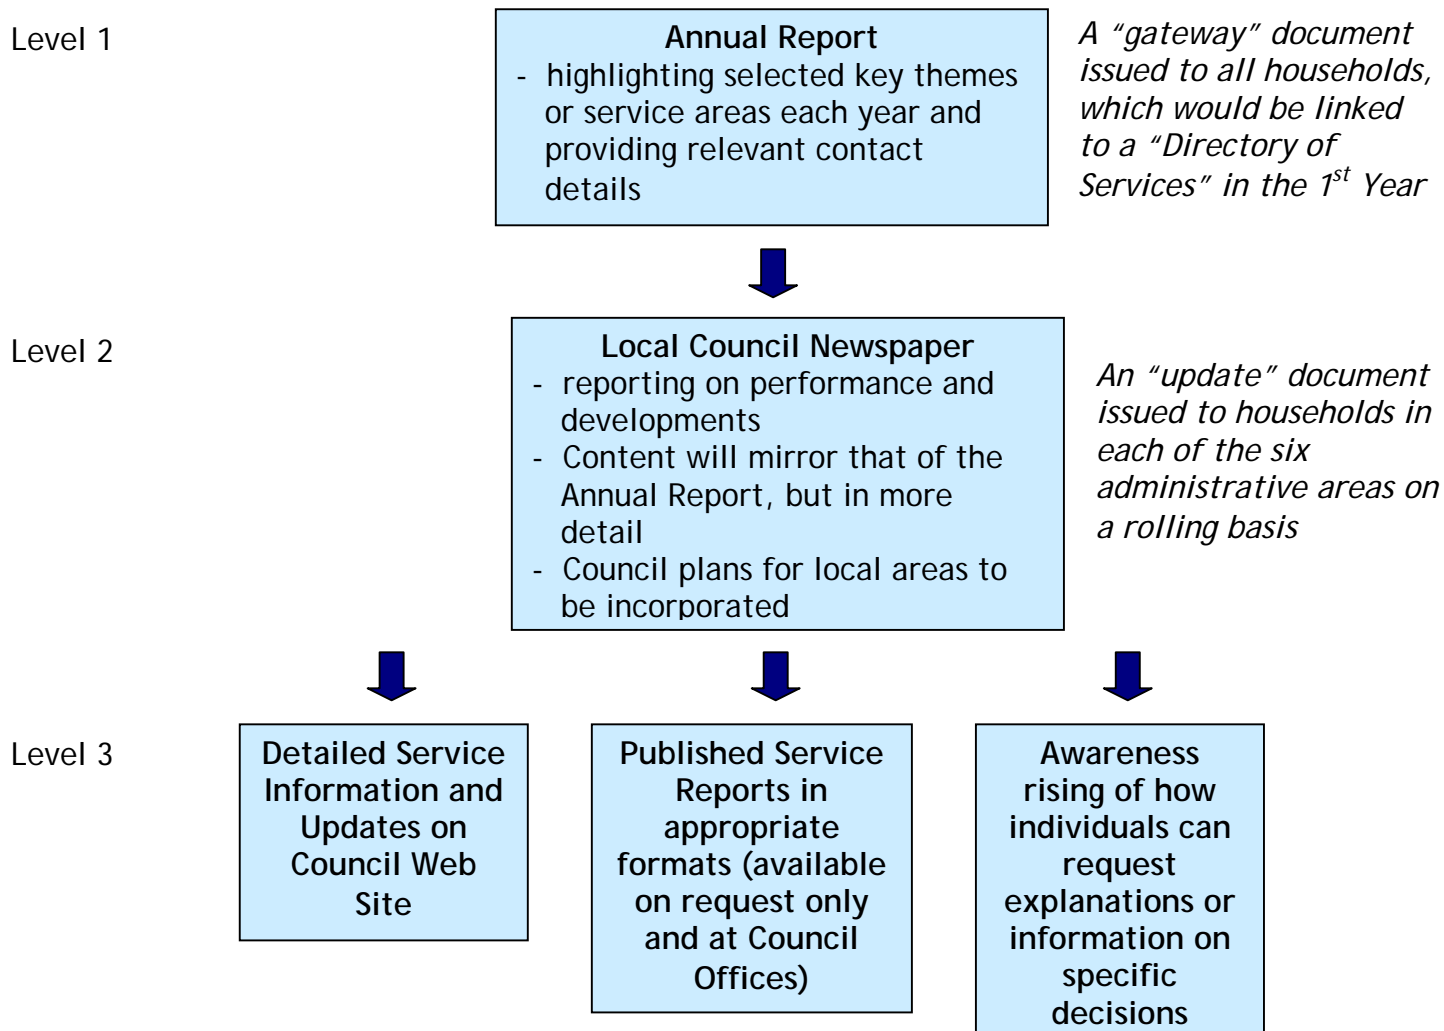 Level 1
Annual Report
- highlighting selected key themes
or service areas each year and
providing relevant contact
details
A “gateway” document
issued to all households,
which would be linked
to a “Directory of
Services” in the 1st Year
Level 2
Local Council Newspaper
- reporting on performance and
developments
- Content will mirror that of the
Annual Report, but in more
detail
- Council plans for local areas to
be incorporated
An “update” document
issued to households in
each of the six
administrative areas on
a rolling basis
Level 3
Detailed Service
Information and
Updates on
Council Web
Site
Published Service
Reports in
appropriate
formats (available
on request only
and at Council
Offices)
Awareness
rising of how
individuals can
request
explanations or
information on
specific
decisions